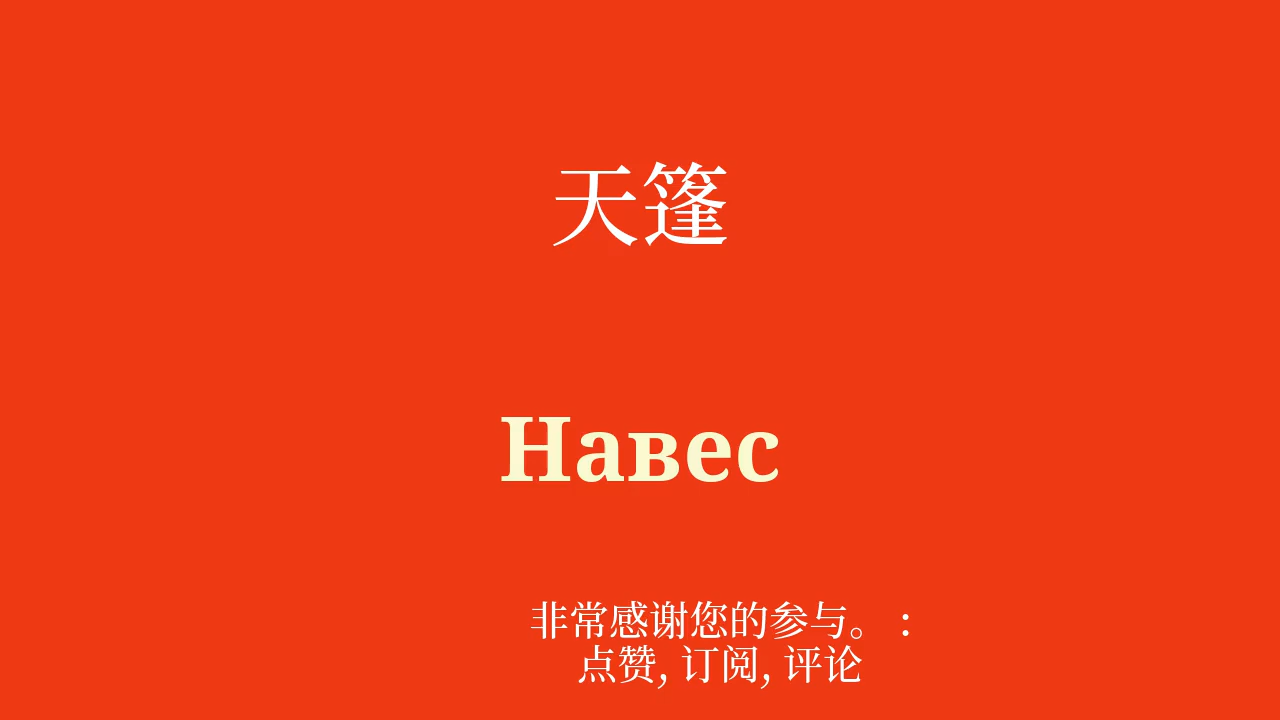 天篷
Навес
非常感谢您的参与。 :
点赞, 订阅, 评论